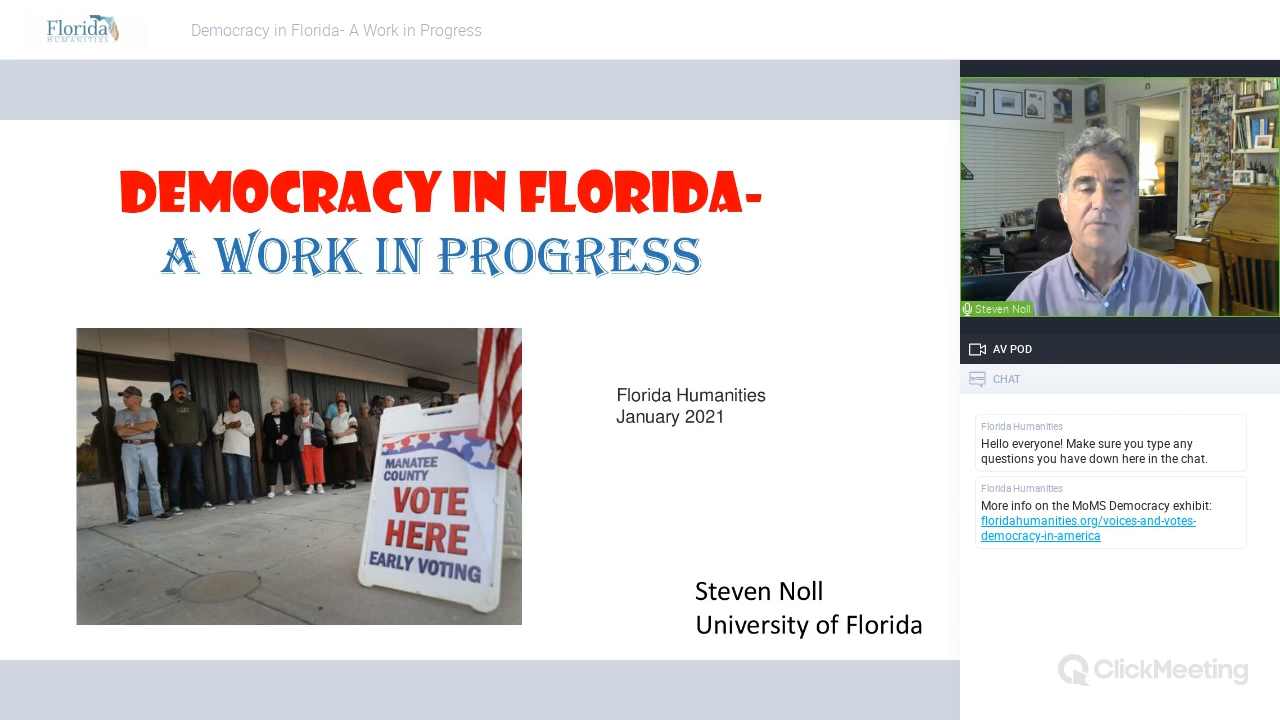 Florida
HUMANITIES
Democracy in Florida- A Work in Progress
DEMOCRACY IN FLORIDA-
A WORK IN PROGRESS
MANATEE
COUNTY
VOTE
HERE
EARLY VOTING
Florida Humanities
January 2021
Steven Noll
University of Florida
Steven Noll
AV POD
CHAT
Florida Humanities
Hello everyone! Make sure you type any
questions you have down here in the chat.
Florida Humanities
More info on the MoMS Democracy exhibit:
floridahumanities.org/voices-and-votes-
democracy-in-america
ClickMeeting